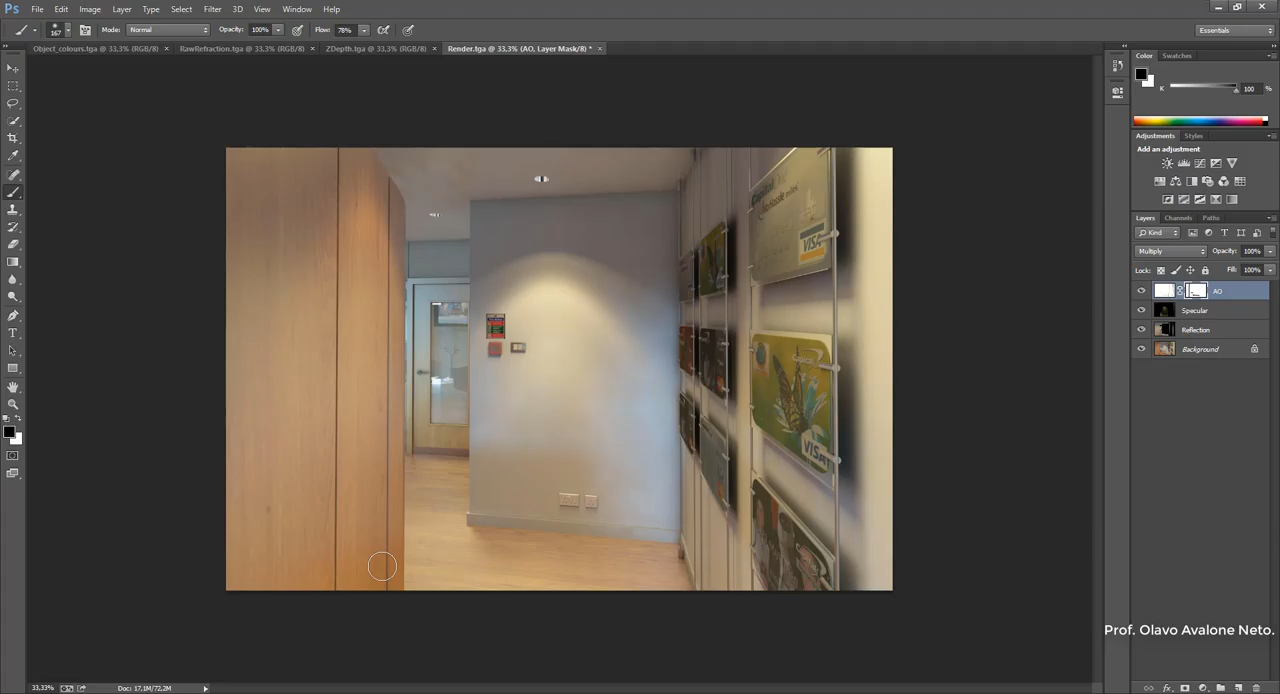 Ps File Edit Image Layer Type Select Filter 3D View Window Help
167 Mode: Normal Opacity: 100% Flow: 78% Essentials
Object_colours.tga @ 33,3% (RGB/8) × RawRefraction.tga @ 33,3% (RGB/8) × ZDepth.tga @ 33,3% (RGB/8) × Render.tga @ 33,3% (AO, Layer Mask/8) * ×
Color Swatches
K 100 %
Adjustments Styles
Add an adjustment
Layers Channels Paths
Kind
Multiply Opacity: 100%
Lock: Fill: 100%
AO
Specular
Reflection
Background
Capital
VISA
VISA
Prof. Olavo Avalone Neto.
33,33% Doc: 17,1M/72,2M